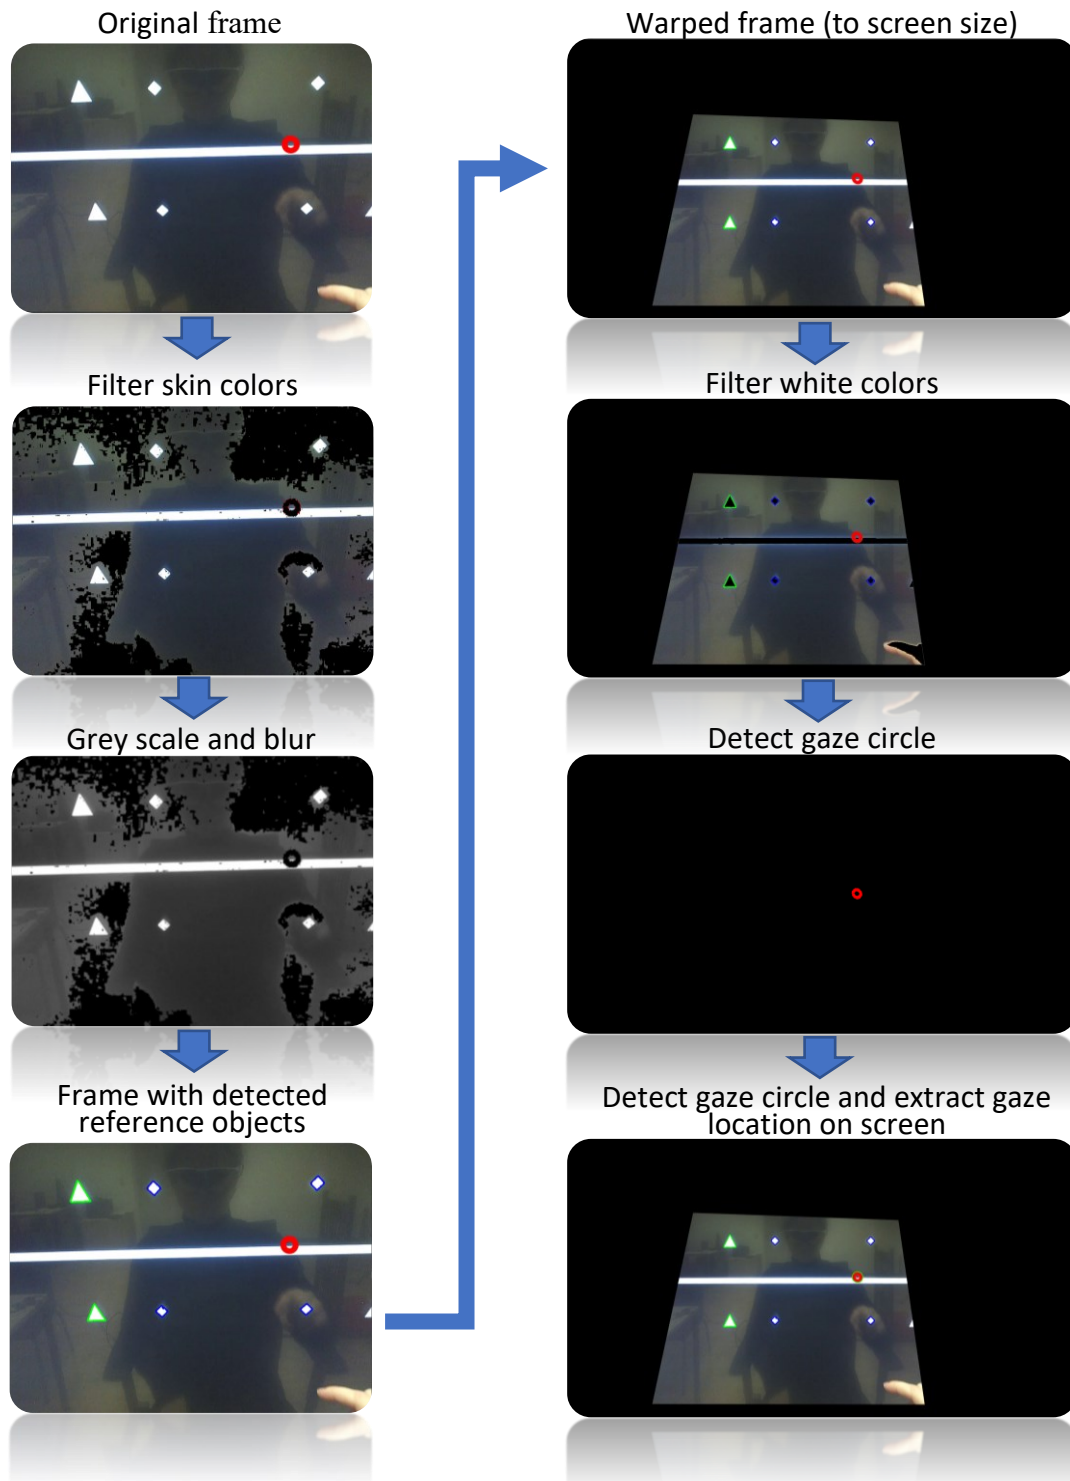 Original frame
Filter skin colors
Grey scale and blur
Frame with detected
reference objects
Warped frame (to screen size)
Filter white colors
Detect gaze circle
Detect gaze circle and extract gaze
location on screen